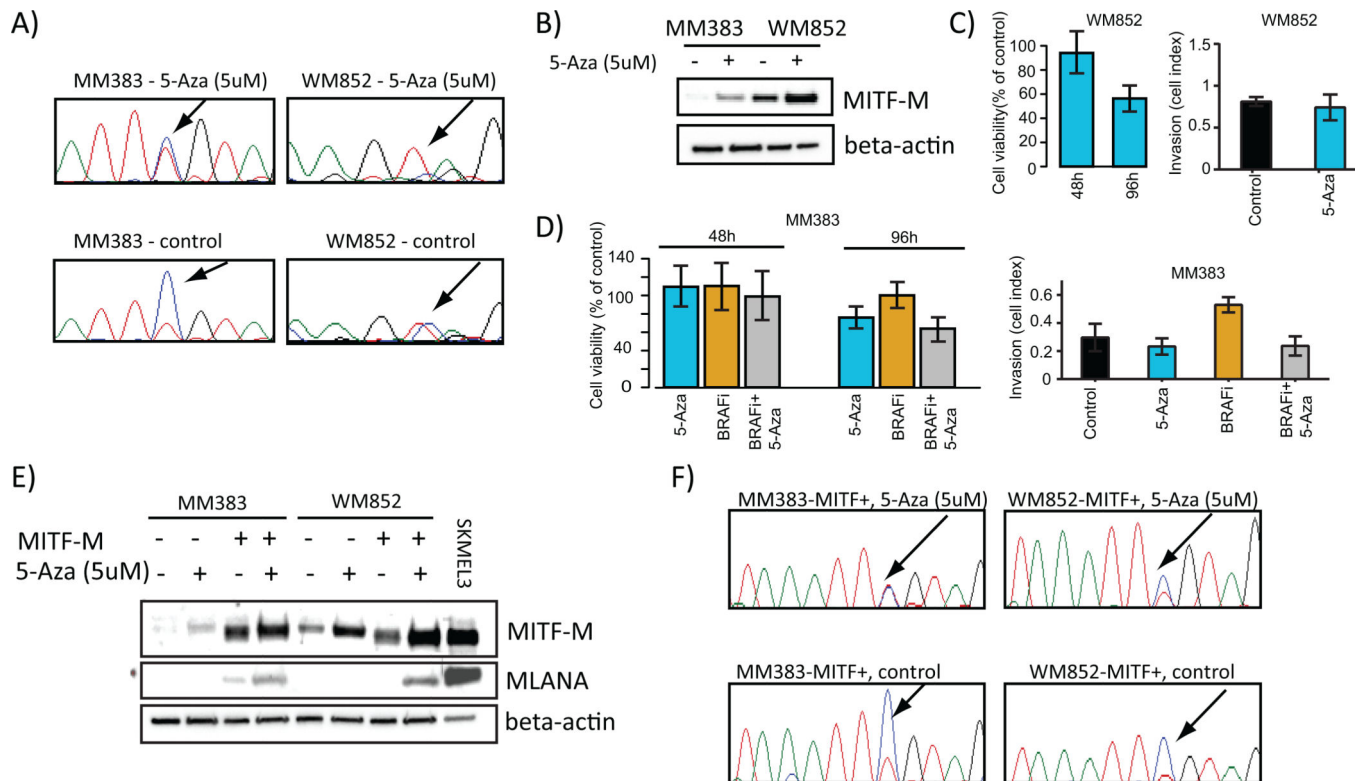 A)
MM383 - 5-Aza (5uM)
WM852 - 5-Aza (5uM)
MM383 - control
WM852 - control
B)
MM383 WM852
5-Aza (5uM) - + - +
MITF-M
beta-actin
C)
WM852
Cell viability(% of control)
100
80
60
40
20
0
48h
96h
WM852
Invasion (cell index)
1.5
1
0.5
0
Control
5-Aza
D)
MM383
48h
96h
Cell viability (% of control)
140
100
60
40
20
0
5-Aza
BRAFi
BRAFi+
5-Aza
5-Aza
BRAFi
BRAFi+
5-Aza
MM383
Invasion (cell index)
0.6
0.4
0.2
0
Control
5-Aza
BRAFi
BRAFi+
5-Aza
E)
MM383 WM852 SKMEL3
MITF-M - - + + - - + +
5-Aza (5uM) - + - + - + - +
MITF-M
MLANA
beta-actin
F)
MM383-MITF+, 5-Aza (5uM)
WM852-MITF+, 5-Aza (5uM)
MM383-MITF+, control
WM852-MITF+, control